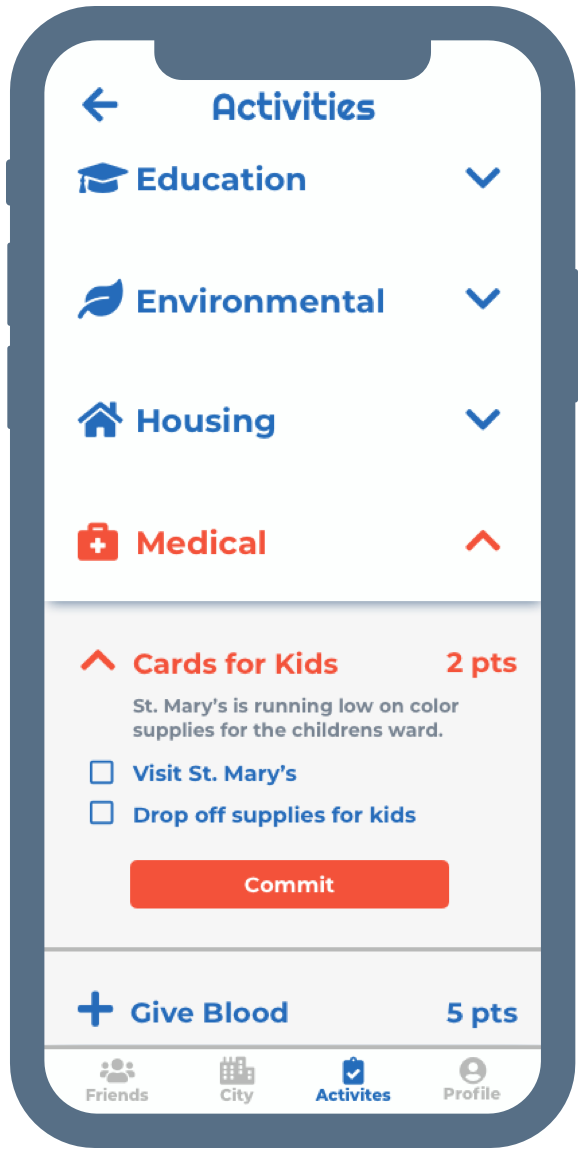 Activities
Education
Environmental
Housing
Medical
Cards for Kids 2 pts
St. Mary's is running low on color
supplies for the childrens ward.
Visit St. Mary's
Drop off supplies for kids
Commit
Give Blood 5 pts
Friends City Activites Profile